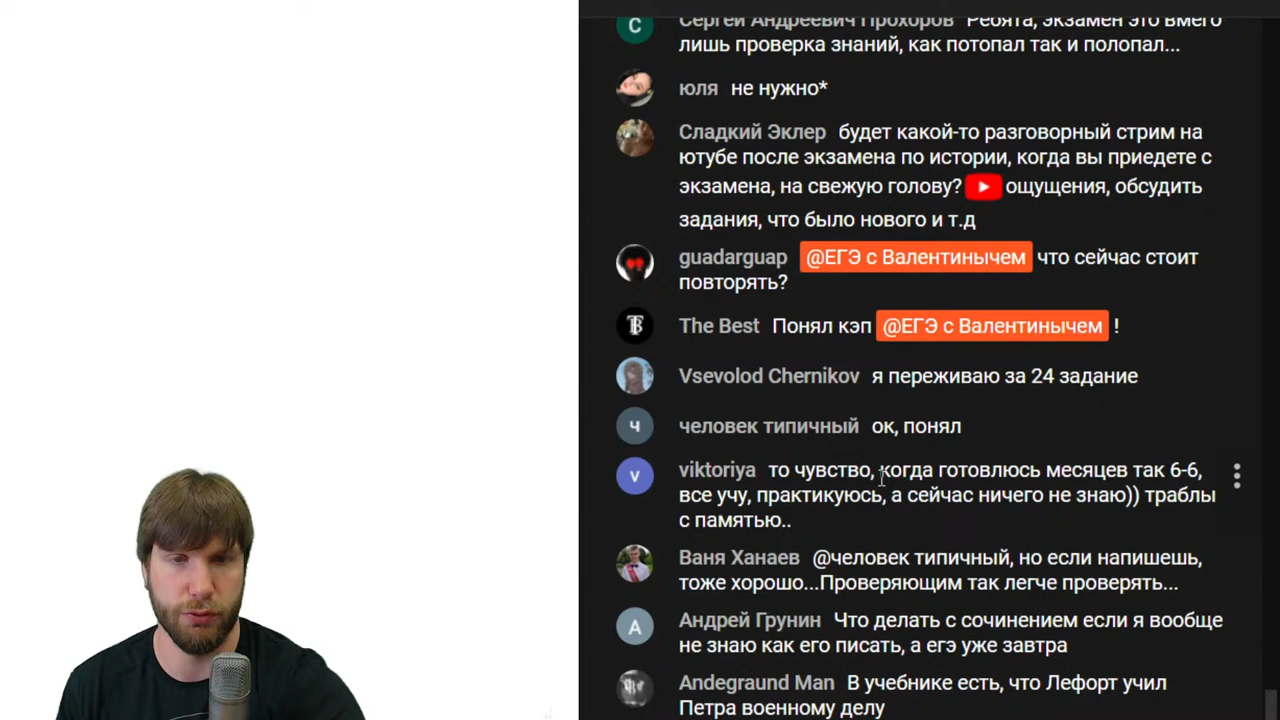 С Сергей Андреевич Прохоров Ребята, экзамен это вмего
лишь проверка знаний, как потопал так и полопал...
юля не нужно*
Сладкий Эклер будет какой-то разговорный стрим на
ютубе после экзамена по истории, когда вы приедете с
экзамена, на свежую голову? ощущения, обсудить
задания, что было нового и т.д
guadarguap @ЕГЭ с Валентинычем что сейчас стоит
повторять?
The Best Понял кэп @ЕГЭ с Валентинычем !
Vsevolod Chernikov я переживаю за 24 задание
ч человек типичный ок, понял
v viktoriya то чувство, когда готовлюсь месяцев так 6-6,
все учу, практикуюсь, а сейчас ничего не знаю)) траблы
с памятью..
Ваня Ханаев @человек типичный, но если напишешь,
тоже хорошо...Проверяющим так легче проверять...
А Андрей Грунин Что делать с сочинением если я вообще
не знаю как его писать, а егэ уже завтра
Andegraund Man В учебнике есть, что Лефорт учил
Петра военному делу